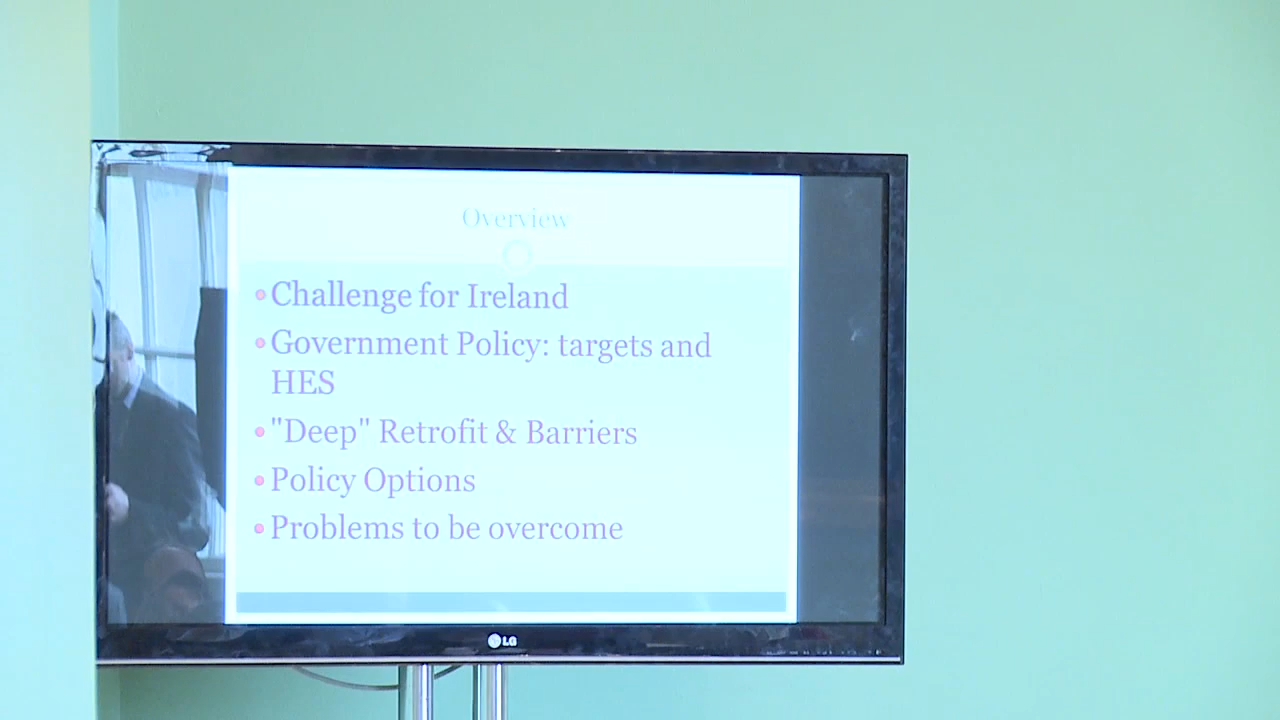 Overview
•Challenge for Ireland
•Government Policy: targets and
HES
•"Deep" Retrofit & Barriers
•Policy Options
•Problems to be overcome
LG